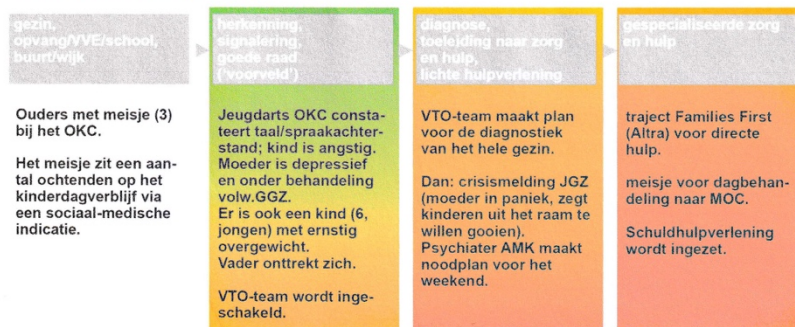 gezin,
opvang/VVE/school,
buurt/wijk
Ouders met meisje (3)
bij het OKC.
Het meisje zit een aan-
tal ochtenden op het
kinderdagverblijf via
een sociaal-medische
indicatie.
herkenning,
signalering,
goede raad
('voorveld')
Jeugdarts OKC consta-
teert taal/spraakachter-
stand; kind is angstig.
Moeder is depressief
en onder behandeling
volw.GGZ.
Er is ook een kind (6,
jongen) met ernstig
overgewicht.
Vader onttrekt zich.
VTO-team wordt inge-
schakeld.
diagnose,
toeleiding naar zorg
en hulp,
lichte hulpverlening
VTO-team maakt plan
voor de diagnostiek
van het hele gezin.
Dan: crisismelding JGZ
(moeder in paniek, zegt
kinderen uit het raam te
willen gooien).
Psychiater AMK maakt
noodplan voor het
weekend.
gespecialiseerde zorg
en hulp
traject Families First
(Altra) voor directe
hulp.
meisje voor dagbehan-
deling naar MOC.
Schuldhulpverlening
wordt ingezet.